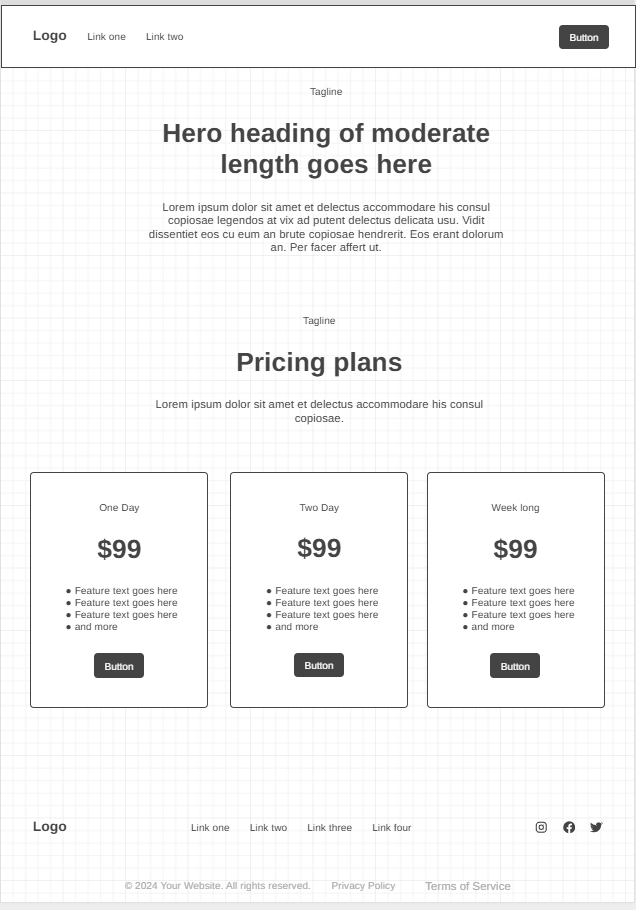 Logo Link one Link two Button
Tagline
Hero heading of moderate
length goes here
Lorem ipsum dolor sit amet et delectus accommodare his consul
copiosae legendos at vix ad putent delectus delicata usu. Vidit
dissentiet eos cu eum an brute copiosae hendrerit. Eos erant dolorum
an. Per facer affert ut.
Tagline
Pricing plans
Lorem ipsum dolor sit amet et delectus accommodare his consul
copiosae.
One Day
$99
● Feature text goes here
● Feature text goes here
● Feature text goes here
● and more
Button
Two Day
$99
● Feature text goes here
● Feature text goes here
● Feature text goes here
● and more
Button
Week long
$99
● Feature text goes here
● Feature text goes here
● Feature text goes here
● and more
Button
Logo Link one Link two Link three Link four
© 2024 Your Website. All rights reserved. Privacy Policy Terms of Service